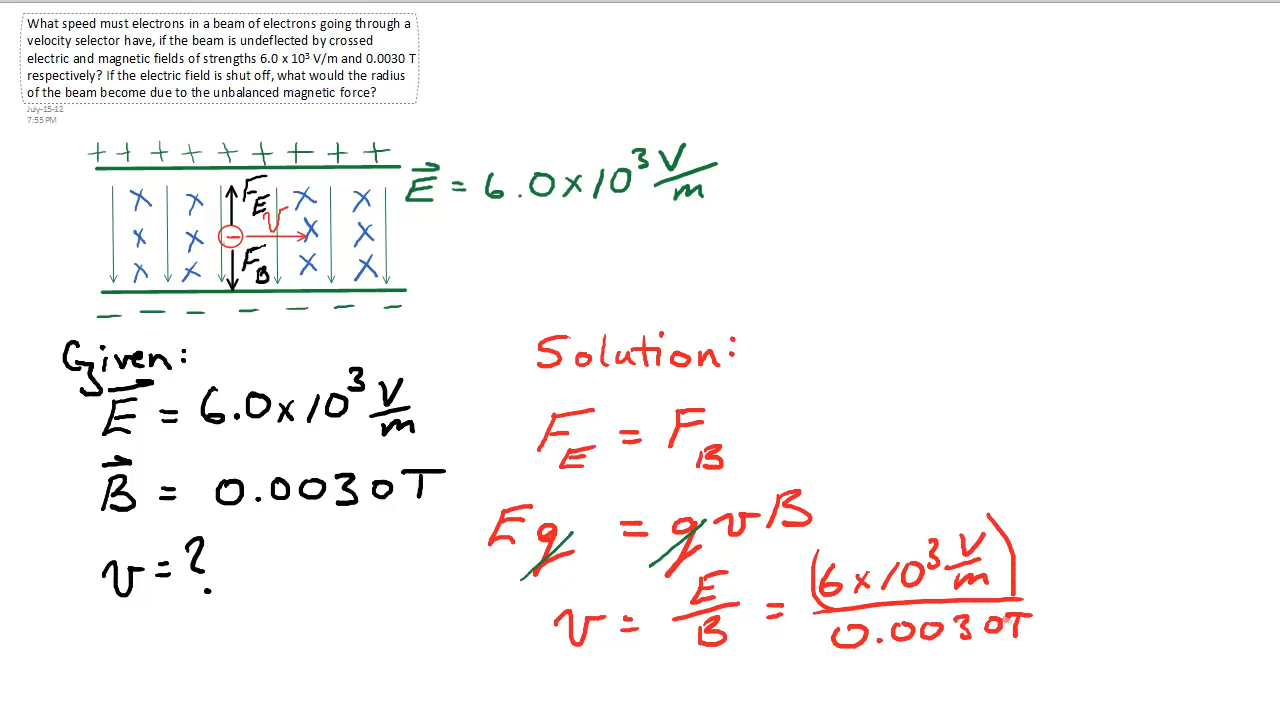 What speed must electrons in a beam of electrons going through a
velocity selector have, if the beam is undeflected by crossed
electric and magnetic fields of strengths 6.0 x 10³ V/m and 0.0030 T
respectively? If the electric field is shut off, what would the radius
of the beam become due to the unbalanced magnetic force?
July-15-12
7:55 PM
+ + + + + + + + +
E⃗ = 6.0 x 10³ V/m
x x F_E x x
v
x x − x x
x x F_B x x
− − − − − − − −
Given:
E⃗ = 6.0 x 10³ V/m
B⃗ = 0.0030T
v = ?
Solution:
F_E = F_B
Eq = qvB
v = E/B = (6 x 10³ V/m)/0.0030T